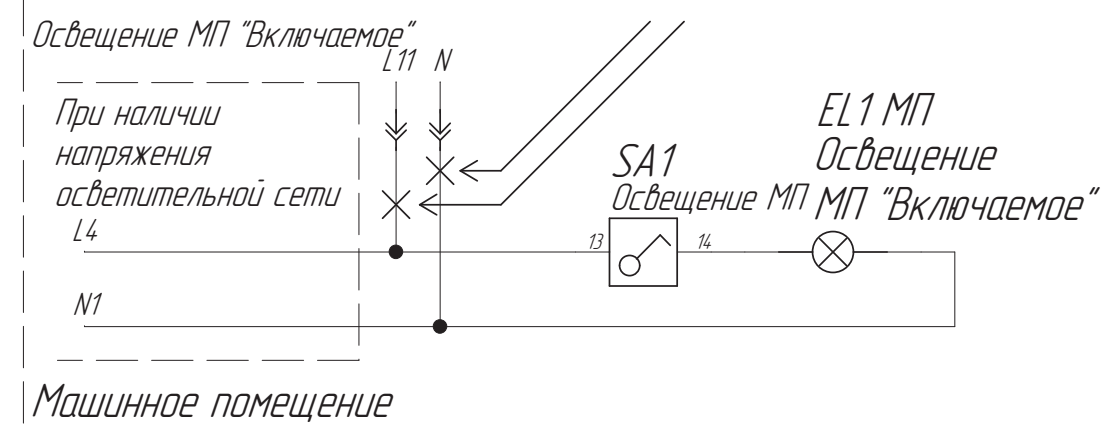 Освещение МП "Включаемое"
L11 N
При наличии
напряжения
осветительной сети
L4
N1
SA1
Освещение МП
13
14
EL1 МП
Освещение
МП "Включаемое"
Машинное помещение